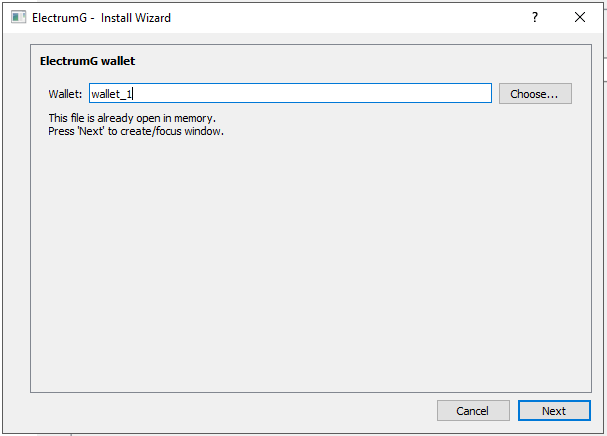 ElectrumG -  Install Wizard
?
ElectrumG wallet
Wallet: wallet_1 Choose...
This file is already open in memory.
Press 'Next' to create/focus window.
Cancel Next